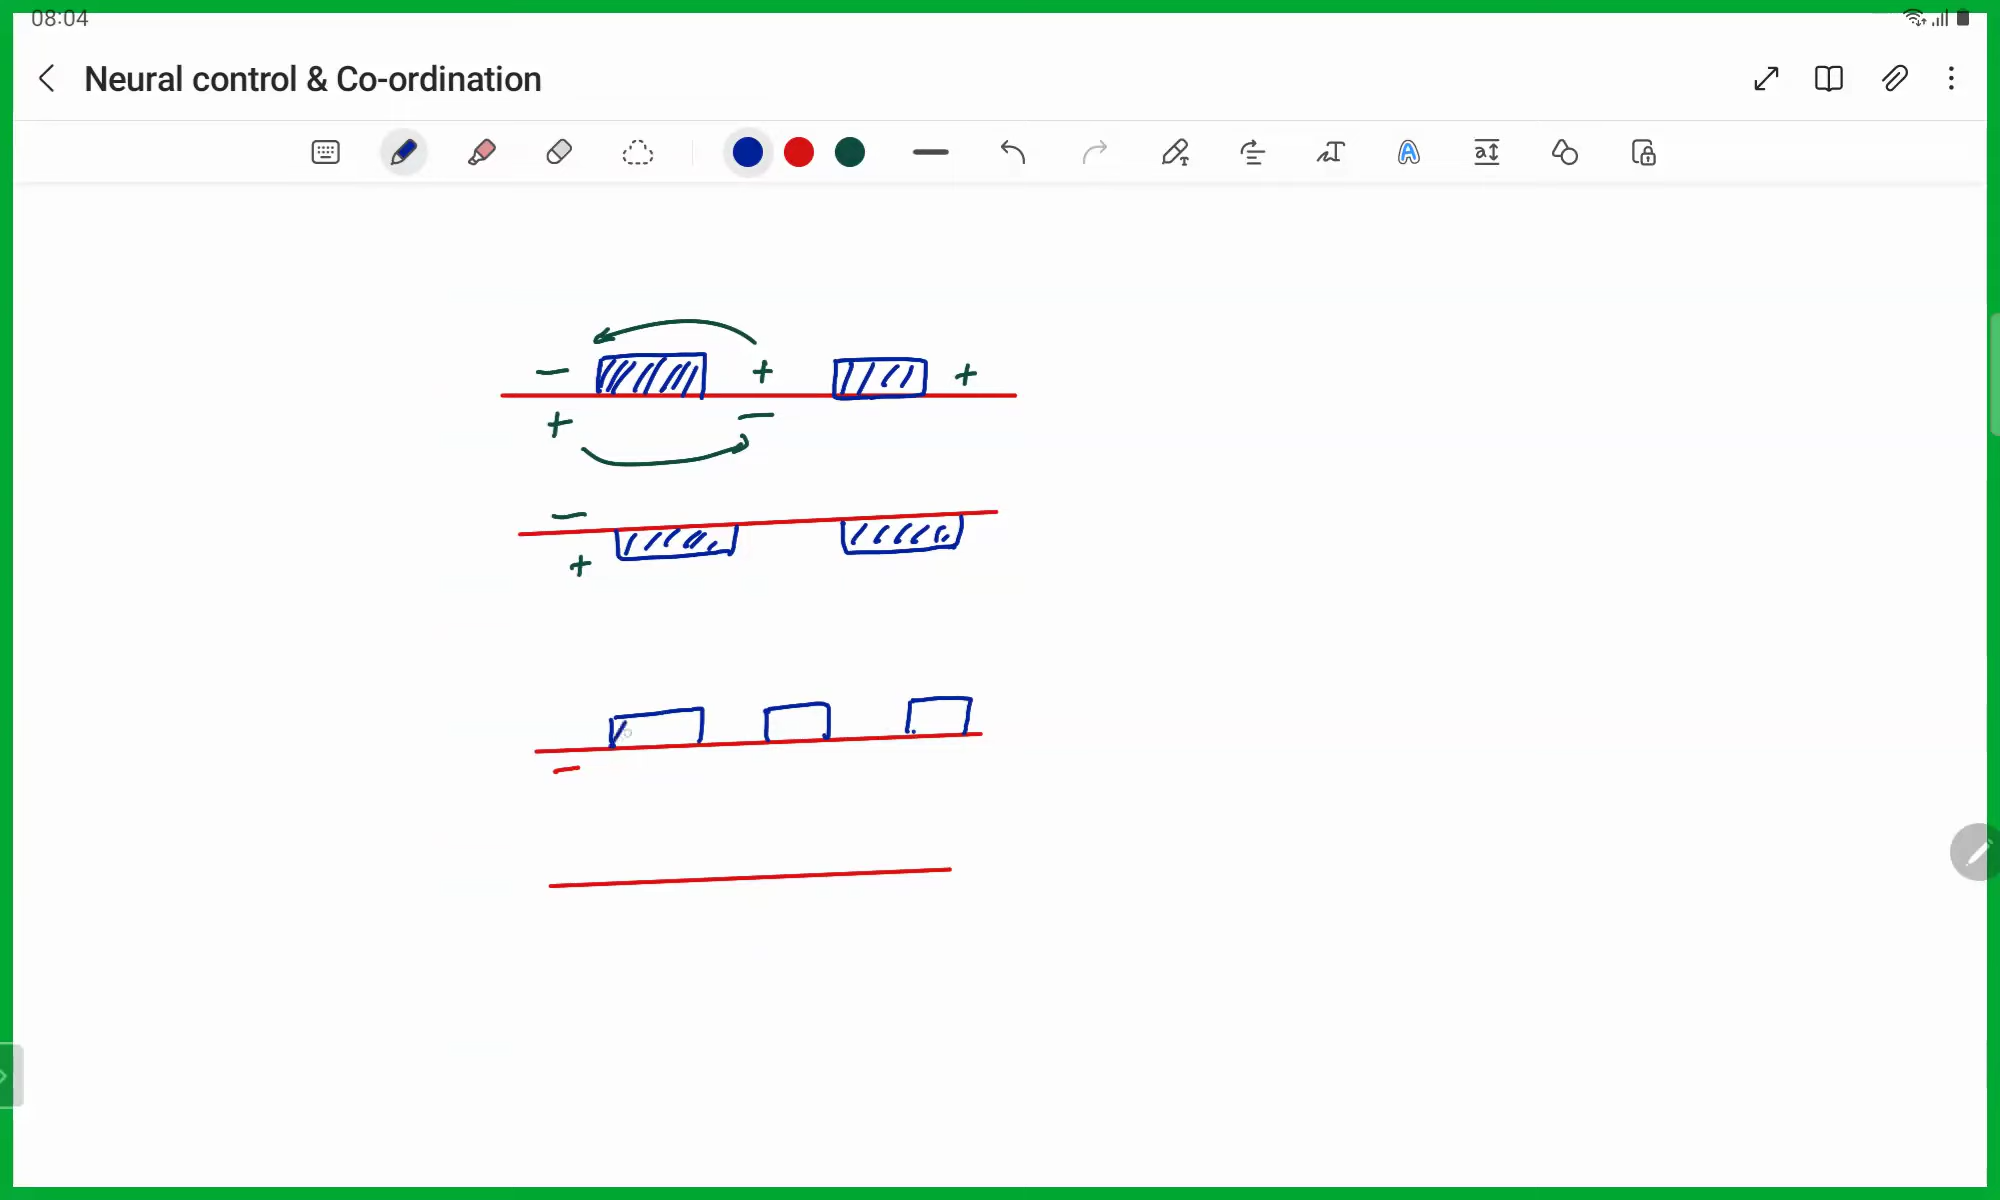 08:04
Neural control & Co-ordination
− + +
+ −
−
+
−